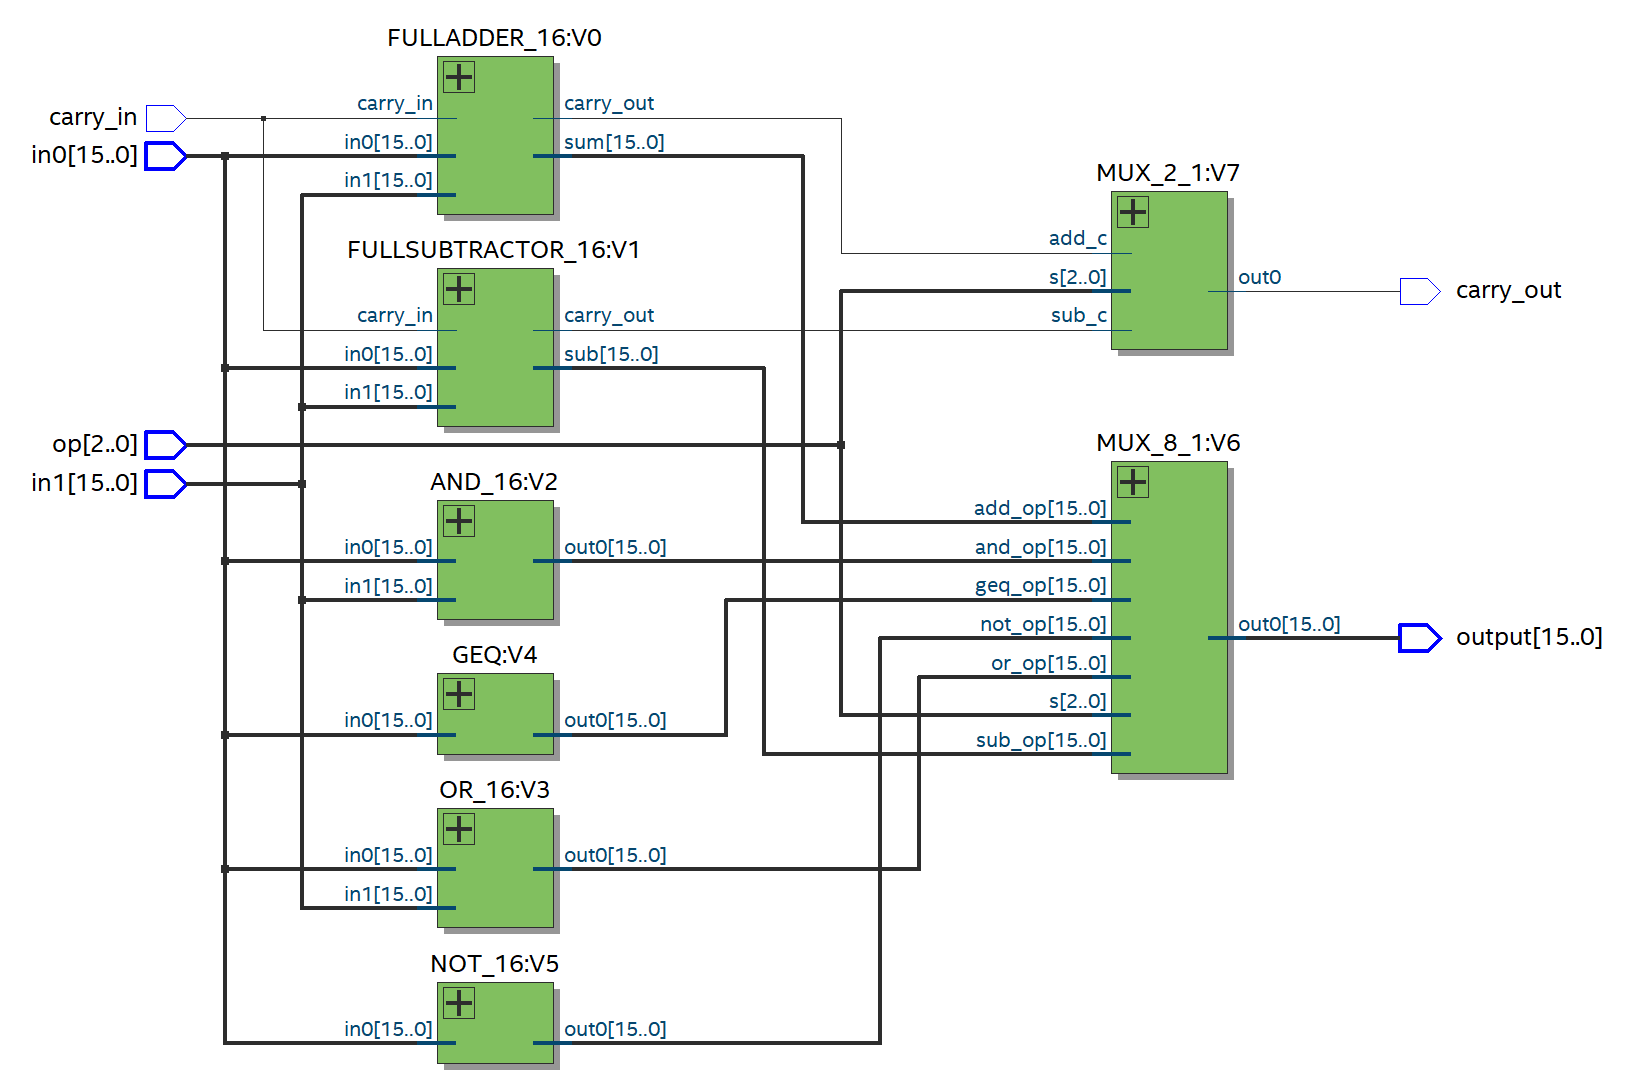 FULLADDER_16:V0
carry_in
carry_in
carry_out
in0[15..0]
in0[15..0]
sum[15..0]
in1[15..0]
MUX_2_1:V7
add_c
s[2..0]
out0
carry_out
sub_c
FULLSUBTRACTOR_16:V1
carry_in
carry_out
in0[15..0]
sub[15..0]
in1[15..0]
op[2..0]
in1[15..0]
MUX_8_1:V6
add_op[15..0]
and_op[15..0]
geq_op[15..0]
not_op[15..0]
out0[15..0]
output[15..0]
or_op[15..0]
s[2..0]
sub_op[15..0]
AND_16:V2
in0[15..0]
out0[15..0]
in1[15..0]
GEQ:V4
in0[15..0]
out0[15..0]
OR_16:V3
in0[15..0]
out0[15..0]
in1[15..0]
NOT_16:V5
in0[15..0]
out0[15..0]